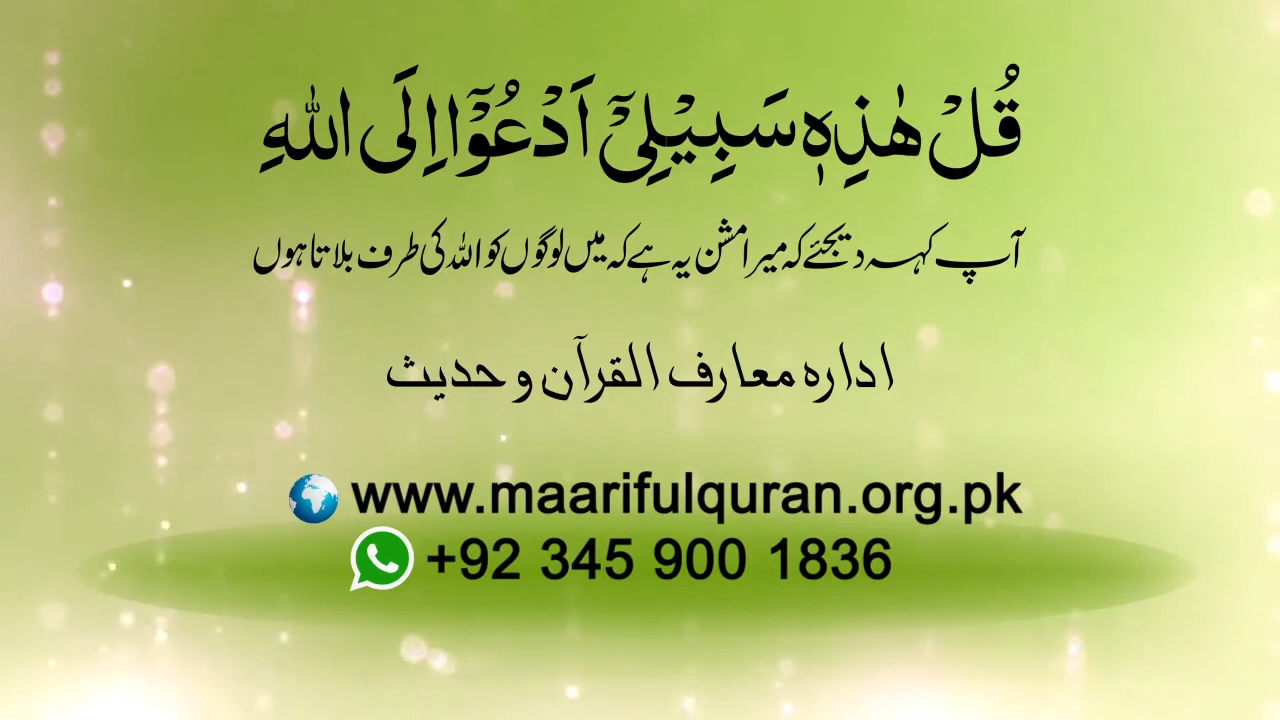 قُلْ هٰذِهٖ سَبِیْلِیْۤ اَدْعُوْۤا اِلَی اللّٰهِ
آپ کہہ دیجئے کہ میرا مشن یہ ہے کہ میں لوگوں کو اللہ کی طرف بلاتا ہوں
ادارہ معارف القرآن و حدیث
www.maarifulquran.org.pk
+92 345 900 1836